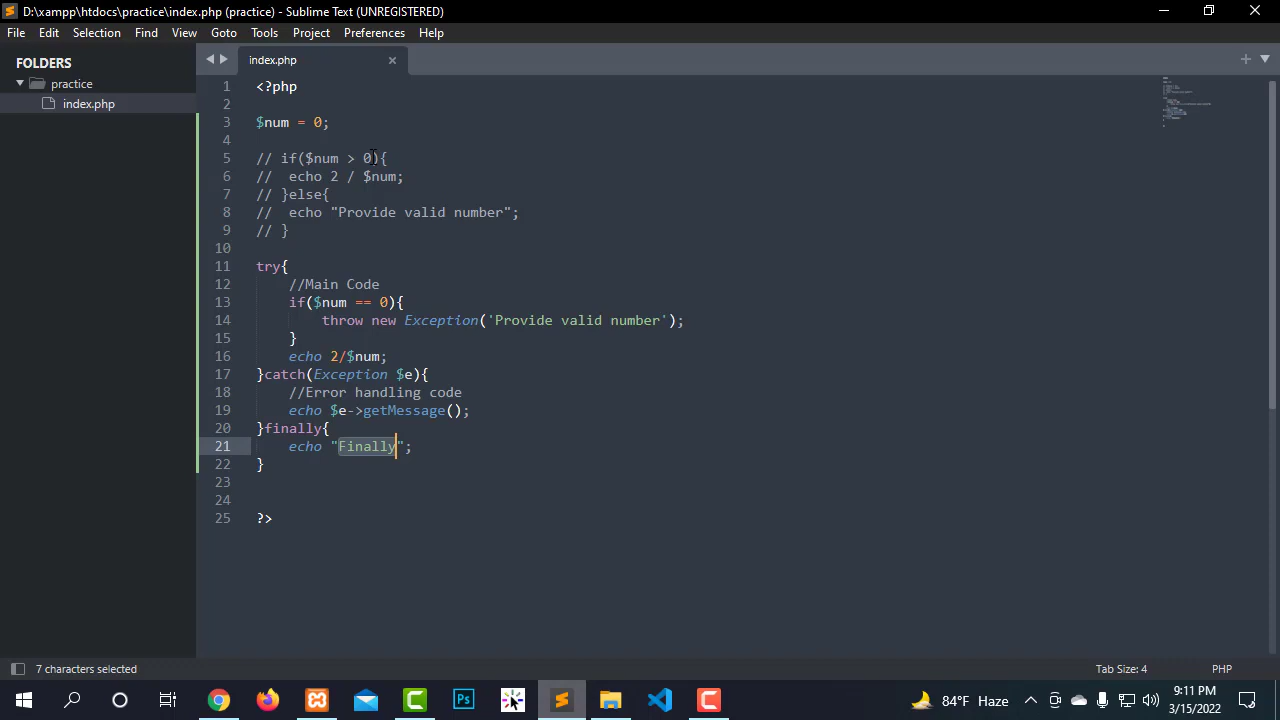 D:\xampp\htdocs\practice\index.php (practice) - Sublime Text (UNREGISTERED)
File Edit Selection Find View Goto Tools Project Preferences Help
FOLDERS
practice
index.php
index.php
1 <?php
2
3 $num = 0;
4
5 // if($num > 0){
6 //  echo 2 / $num;
7 // }else{
8 //  echo "Provide valid number";
9 // }
10
11 try{
12     //Main Code
13     if($num == 0){
14         throw new Exception('Provide valid number');
15     }
16     echo 2/$num;
17 }catch(Exception $e){
18     //Error handling code
19     echo $e->getMessage();
20 }finally{
21     echo "Finally";
22 }
23
24
25 ?>
7 characters selected
Tab Size: 4
PHP
Ps
84°F Haze
9:11 PM
3/15/2022